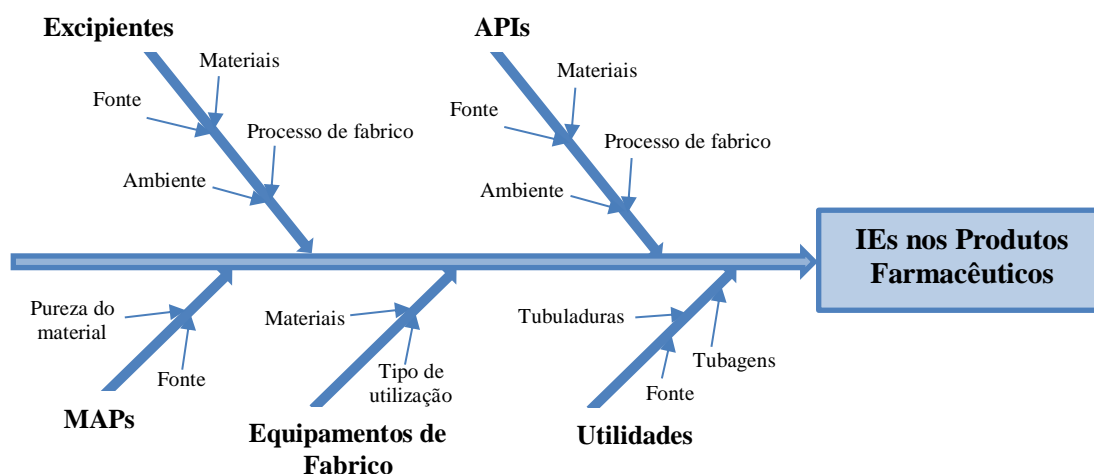 Excipientes
APIs
Materiais
Materiais
Fonte
Fonte
Processo de fabrico
Processo de fabrico
Ambiente
Ambiente
IEs nos Produtos
Farmacêuticos
Pureza do
material
Materiais
Tubuladuras
Fonte
Tipo de
utilização
Tubagens
Fonte
MAPs
Equipamentos de
Fabrico
Utilidades